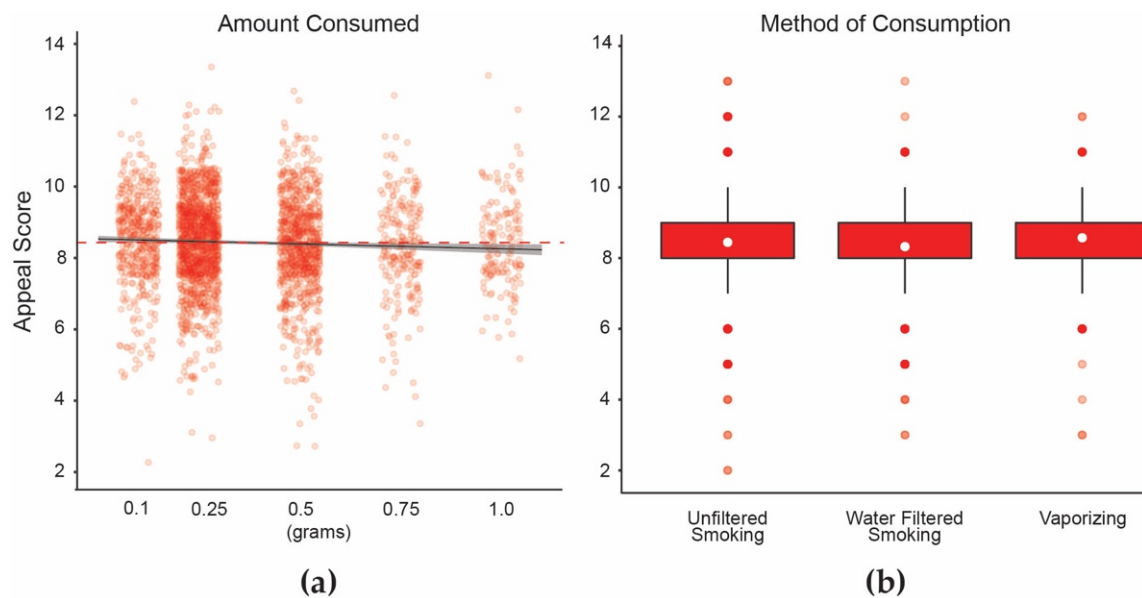 Amount Consumed
Method of Consumption
Appeal Score
14
12
10
8
6
4
2
0.1
0.25
0.5
0.75
1.0
(grams)
14
12
10
8
6
4
2
Unfiltered
Smoking
Water Filtered
Smoking
Vaporizing
(a)
(b)